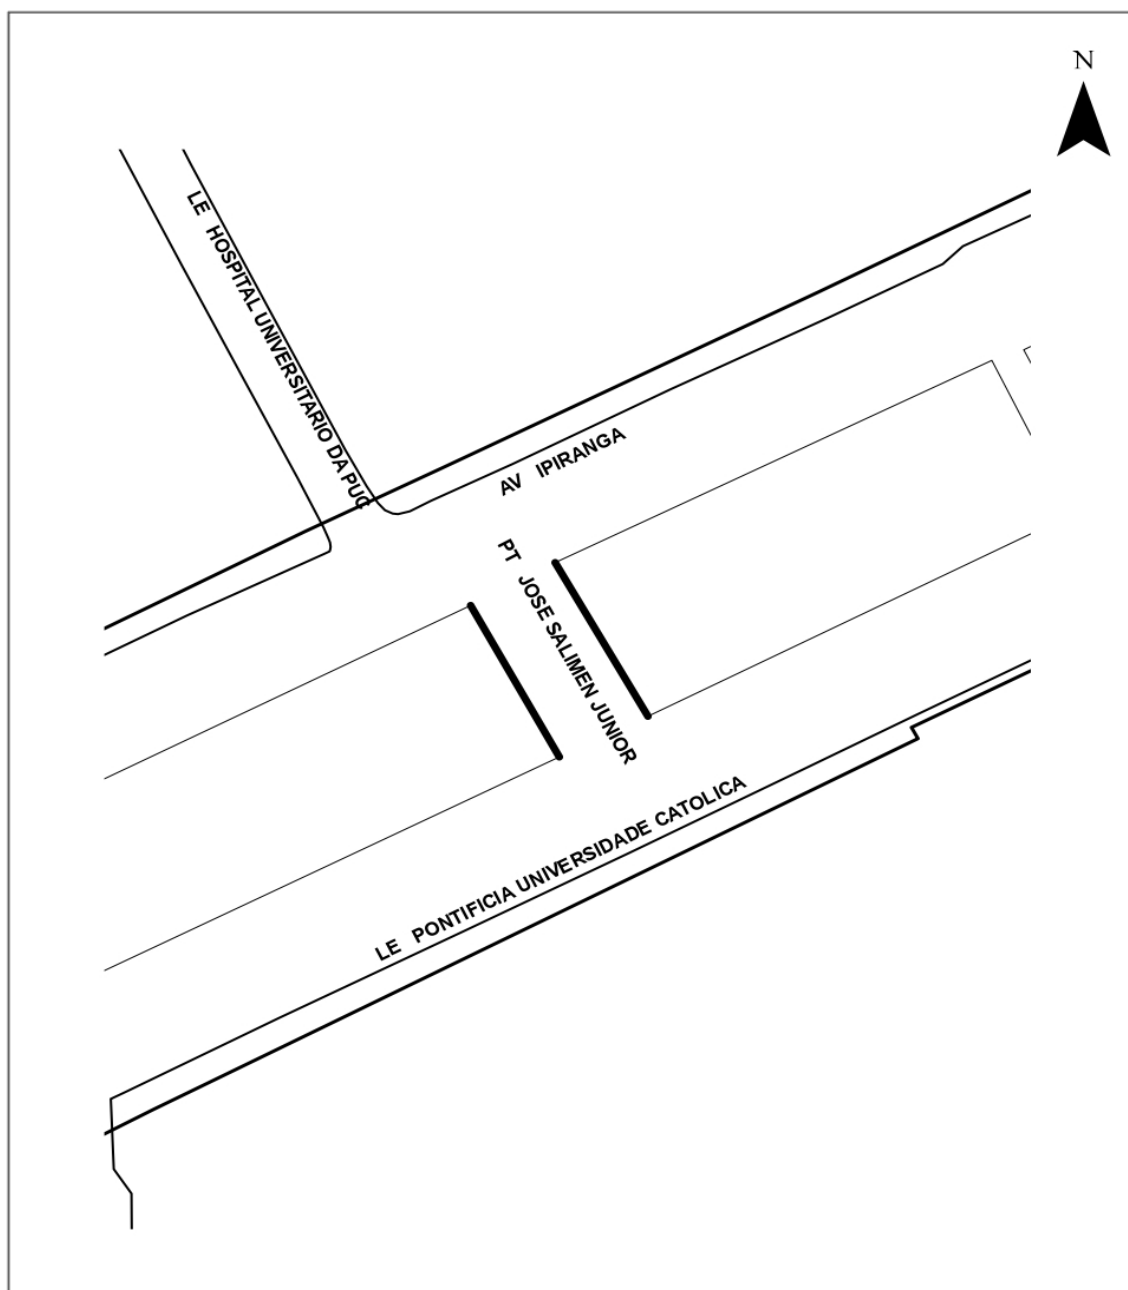 N
LE HOSPITAL UNIVERSITARIO DA PUC
AV IPIRANGA
PT JOSE SALIMEN JUNIOR
LE PONTIFICIA UNIVERSIDADE CATOLICA